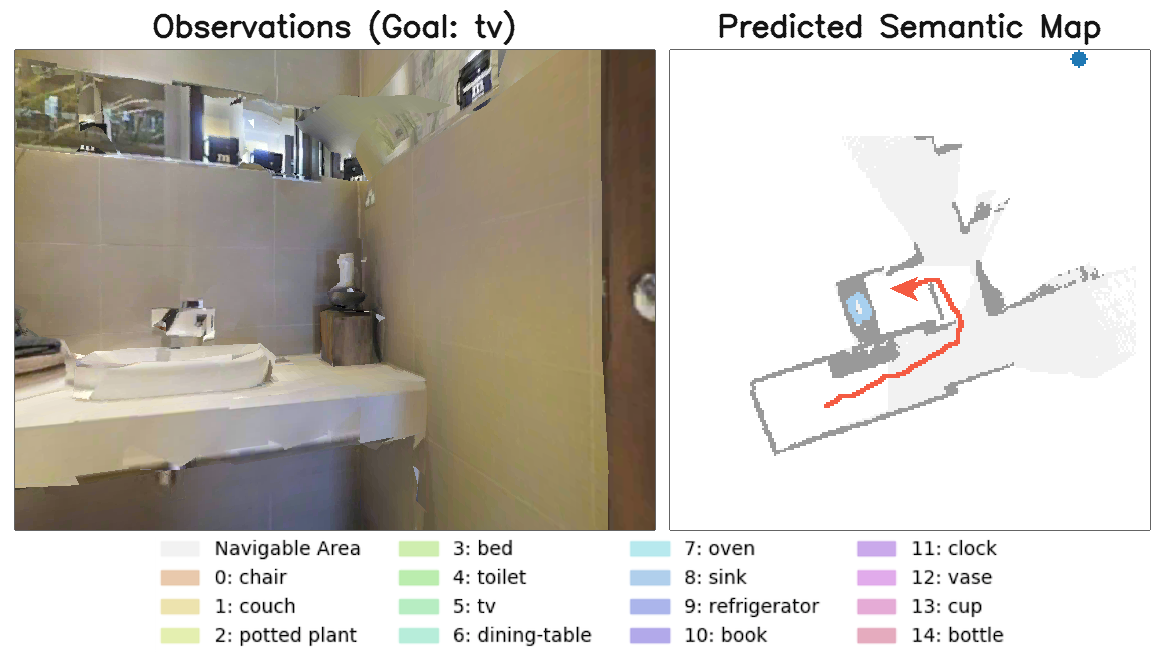 Observations (Goal: tv)
Predicted Semantic Map
Navigable Area
0: chair
1: couch
2: potted plant
3: bed
4: toilet
5: tv
6: dining-table
7: oven
8: sink
9: refrigerator
10: book
11: clock
12: vase
13: cup
14: bottle